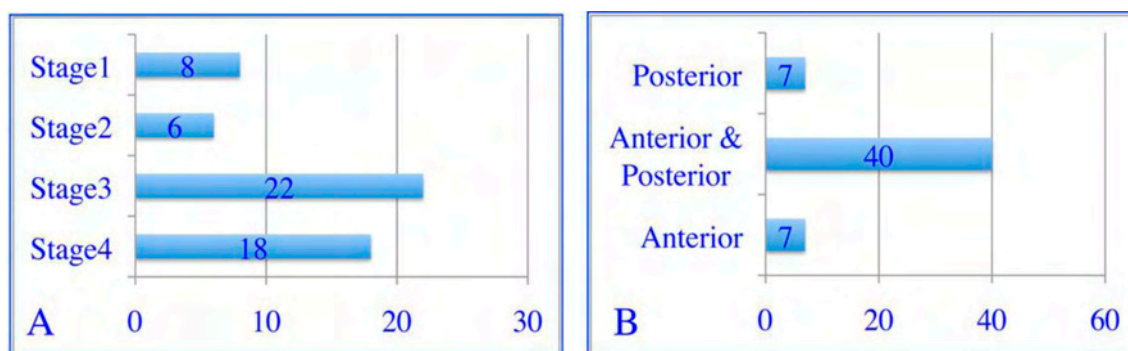 Stage1
8
Stage2
6
Stage3
22
Stage4
18
A
0 10 20 30
Posterior
7
Anterior &
Posterior
40
Anterior
7
B
0 20 40 60